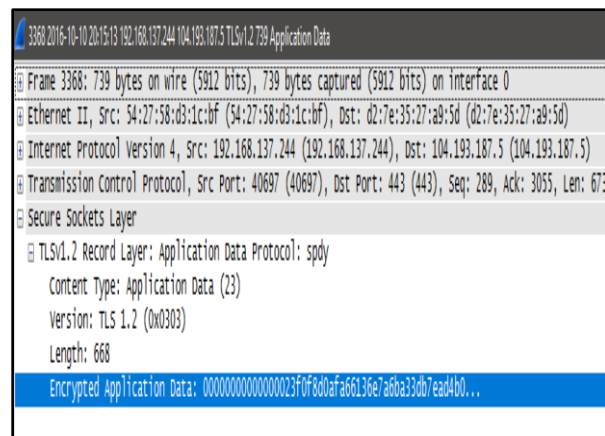 3368 2016-10-10 20:15:13 192.168.137.244 104.193.187.5 TLSv1.2 739 Application Data
Frame 3368: 739 bytes on wire (5912 bits), 739 bytes captured (5912 bits) on interface 0
Ethernet II, Src: 54:27:58:d3:1c:bf (54:27:58:d3:1c:bf), Dst: d2:7e:35:27:a9:5d (d2:7e:35:27:a9:5d)
Internet Protocol Version 4, Src: 192.168.137.244 (192.168.137.244), Dst: 104.193.187.5 (104.193.187.5)
Transmission Control Protocol, Src Port: 40697 (40697), Dst Port: 443 (443), Seq: 289, Ack: 3055, Len: 673
Secure Sockets Layer
TLSv1.2 Record Layer: Application Data Protocol: spdy
Content Type: Application Data (23)
Version: TLS 1.2 (0x0303)
Length: 668
Encrypted Application Data: 00000000000000023f0f8d0afa66136e7a6ba33db7ead4b0...